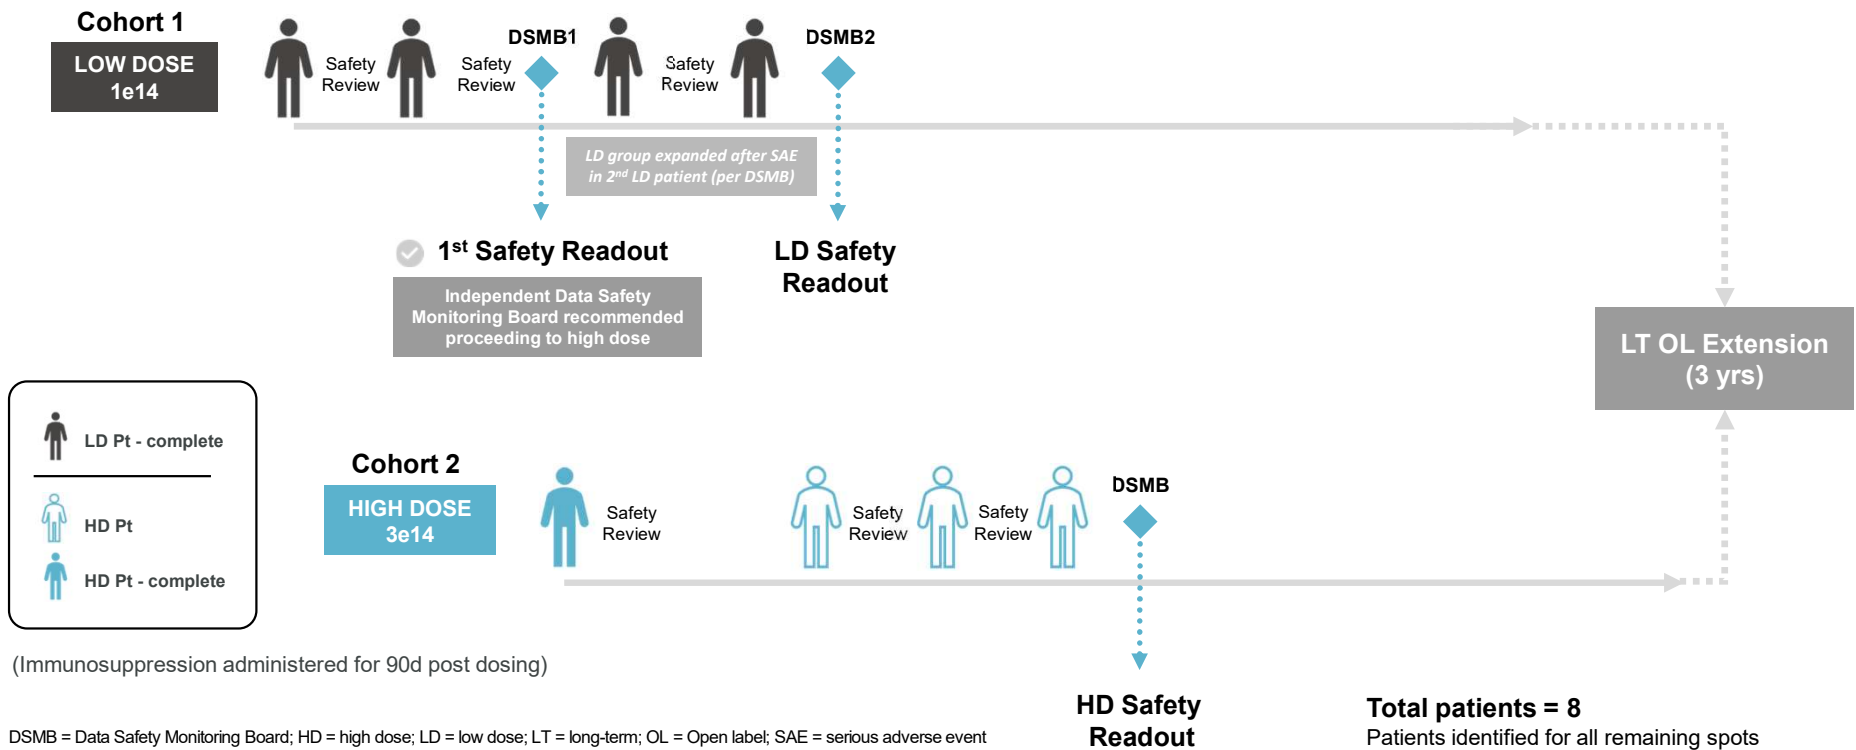 Cohort 1
LOW DOSE
1e14
Safety
Review
Safety
Review
DSMB1
Safety
Review
DSMB2
LD group expanded after SAE
in 2nd LD patient (per DSMB)
1st Safety Readout
Independent Data Safety
Monitoring Board recommended
proceeding to high dose
LD Safety
Readout
LT OL Extension
(3 yrs)
LD Pt - complete
HD Pt
HD Pt - complete
Cohort 2
HIGH DOSE
3e14
Safety
Review
Safety
Review
Safety
Review
DSMB
HD Safety
Readout
(Immunosuppression administered for 90d post dosing)
Total patients = 8
Patients identified for all remaining spots
DSMB = Data Safety Monitoring Board; HD = high dose; LD = low dose; LT = long-term; OL = Open label; SAE = serious adverse event